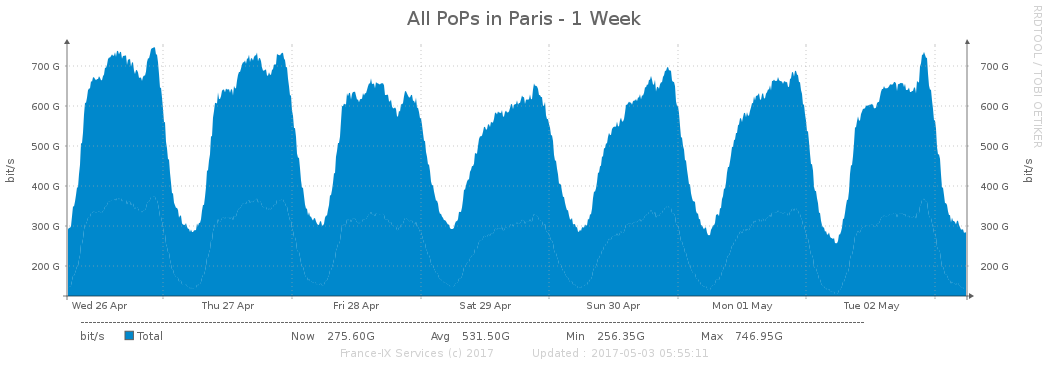 All PoPs in Paris - 1 Week
RRDTOOL / TOBI OETIKER
bit/s
700 G
600 G
500 G
400 G
300 G
200 G
700 G
600 G
500 G
400 G
300 G
200 G
bit/s
Wed 26 Apr Thu 27 Apr Fri 28 Apr Sat 29 Apr Sun 30 Apr Mon 01 May Tue 02 May
bit/s Total Now 275.60G Avg 531.50G Min 256.35G Max 746.95G
France-IX Services (c) 2017 Updated : 2017-05-03 05:55:11